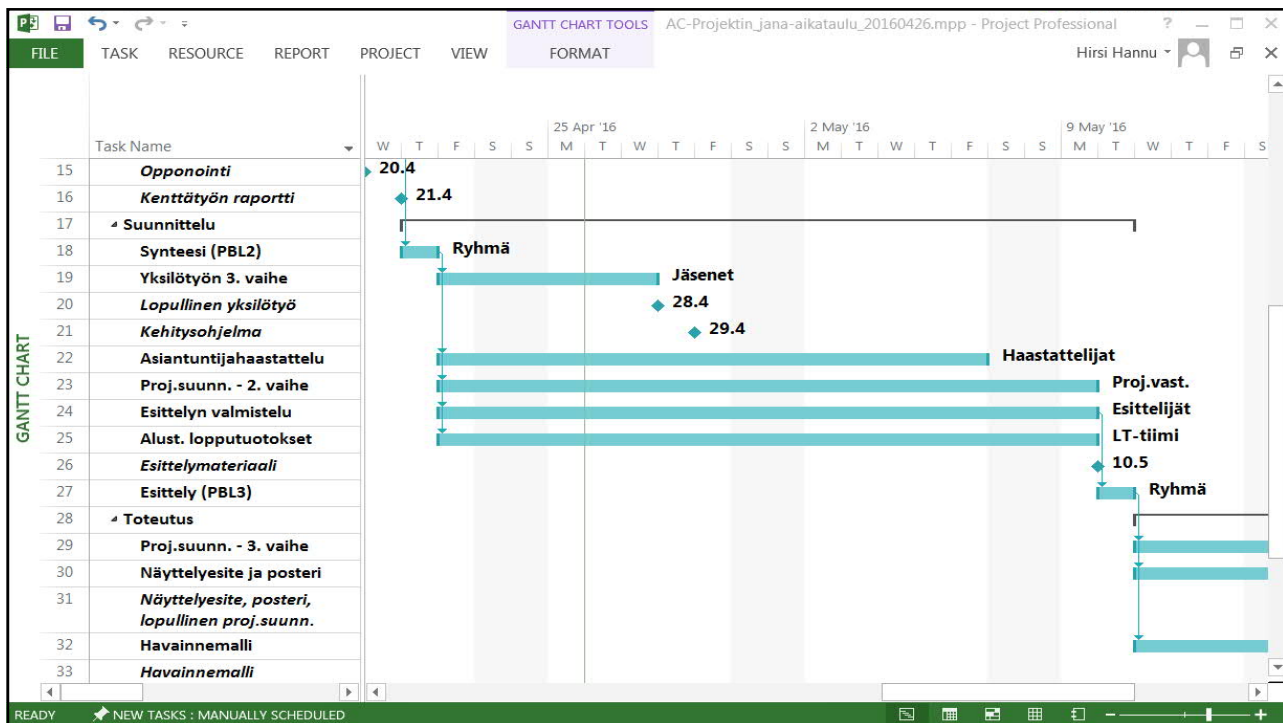 GANTT CHART TOOLS AC-Projektin_jana-aikataulu_20160426.mpp - Project Professional ?
FILE TASK RESOURCE REPORT PROJECT VIEW FORMAT Hirsi Hannu
25 Apr '16 2 May '16 9 May '16
Task Name W T F S S M T W T F S S M T W T F S S M T W T F S
15 Opponointi 20.4
16 Kenttätyön raportti 21.4
17 Suunnittelu
18 Synteesi (PBL2) Ryhmä
19 Yksilötyön 3. vaihe Jäsenet
20 Lopullinen yksilötyö 28.4
21 Kehitysohjelma 29.4
22 Asiantuntijahaastattelu Haastattelijat
23 Proj.suunn. - 2. vaihe Proj.vast.
24 Esittelyn valmistelu Esittelijät
25 Alust. lopputuotokset LT-tiimi
26 Esittelymateriaali 10.5
27 Esittely (PBL3) Ryhmä
28 Toteutus
29 Proj.suunn. - 3. vaihe
30 Näyttelyesite ja posteri
31 Näyttelyesite, posteri,
lopullinen proj.suunn.
32 Havainnemalli
33 Havainnemalli
GANTT CHART
READY NEW TASKS : MANUALLY SCHEDULED